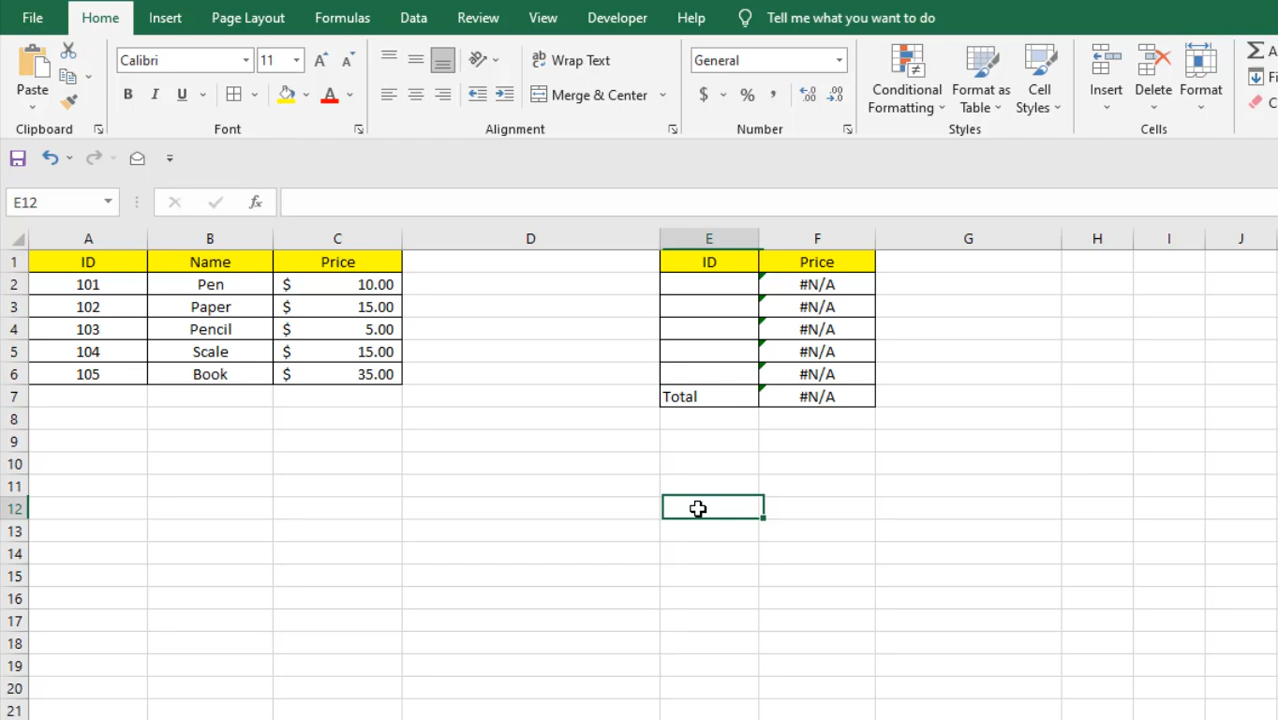 File Home Insert Page Layout Formulas Data Review View Developer Help Tell me what you want to do
Calibri 11 ab Wrap Text General
Paste B I U Merge & Center $ % , Conditional Formatting Format as Table Cell Styles Insert Delete Format
Clipboard Font Alignment Number Styles Cells
E12 fx
A B C D E F G H I J
1 ID Name Price ID Price
2 101 Pen $ 10.00 #N/A
3 102 Paper $ 15.00 #N/A
4 103 Pencil $ 5.00 #N/A
5 104 Scale $ 15.00 #N/A
6 105 Book $ 35.00 #N/A
7 Total #N/A
8
9
10
11
12
13
14
15
16
17
18
19
20
21